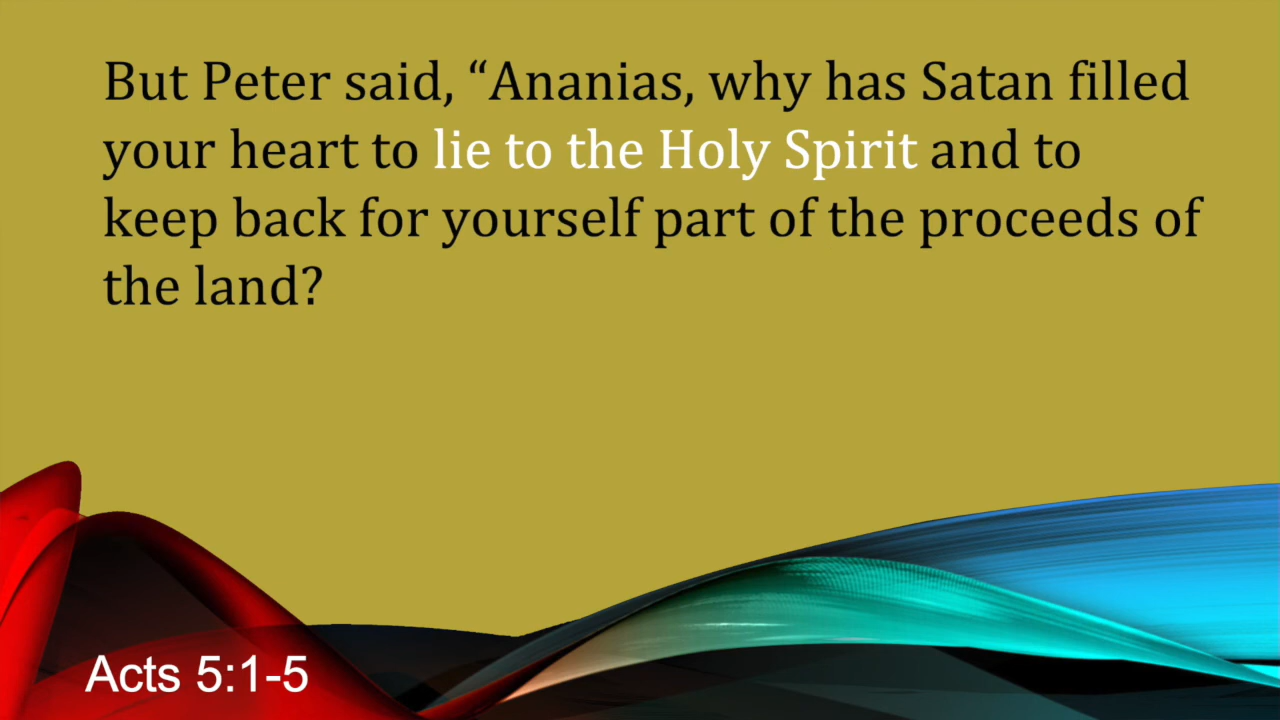 But Peter said, “Ananias, why has Satan filled
your heart to lie to the Holy Spirit and to
keep back for yourself part of the proceeds of
the land?
Acts 5:1-5